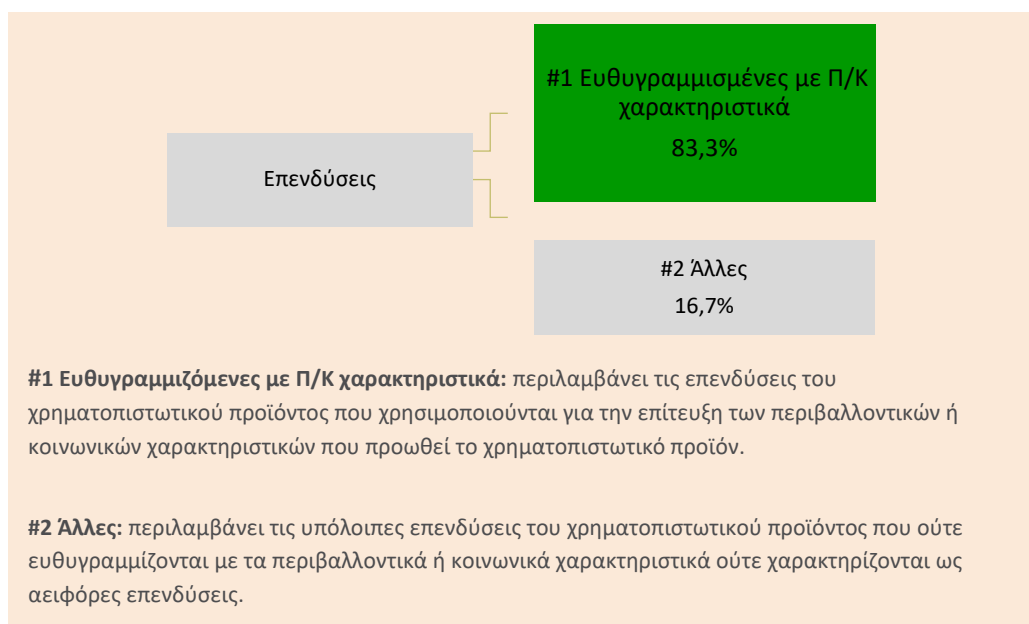 #1 Ευθυγραμμισμένες με Π/Κ
χαρακτηριστικά
83,3%
Επενδύσεις
#2 Άλλες
16,7%
#1 Ευθυγραμμιζόμενες με Π/Κ χαρακτηριστικά: περιλαμβάνει τις επενδύσεις του
χρηματοπιστωτικού προϊόντος που χρησιμοποιούνται για την επίτευξη των περιβαλλοντικών ή
κοινωνικών χαρακτηριστικών που προωθεί το χρηματοπιστωτικό προϊόν.
#2 Άλλες: περιλαμβάνει τις υπόλοιπες επενδύσεις του χρηματοπιστωτικού προϊόντος που ούτε
ευθυγραμμίζονται με τα περιβαλλοντικά ή κοινωνικά χαρακτηριστικά ούτε χαρακτηρίζονται ως
αειφόρες επενδύσεις.